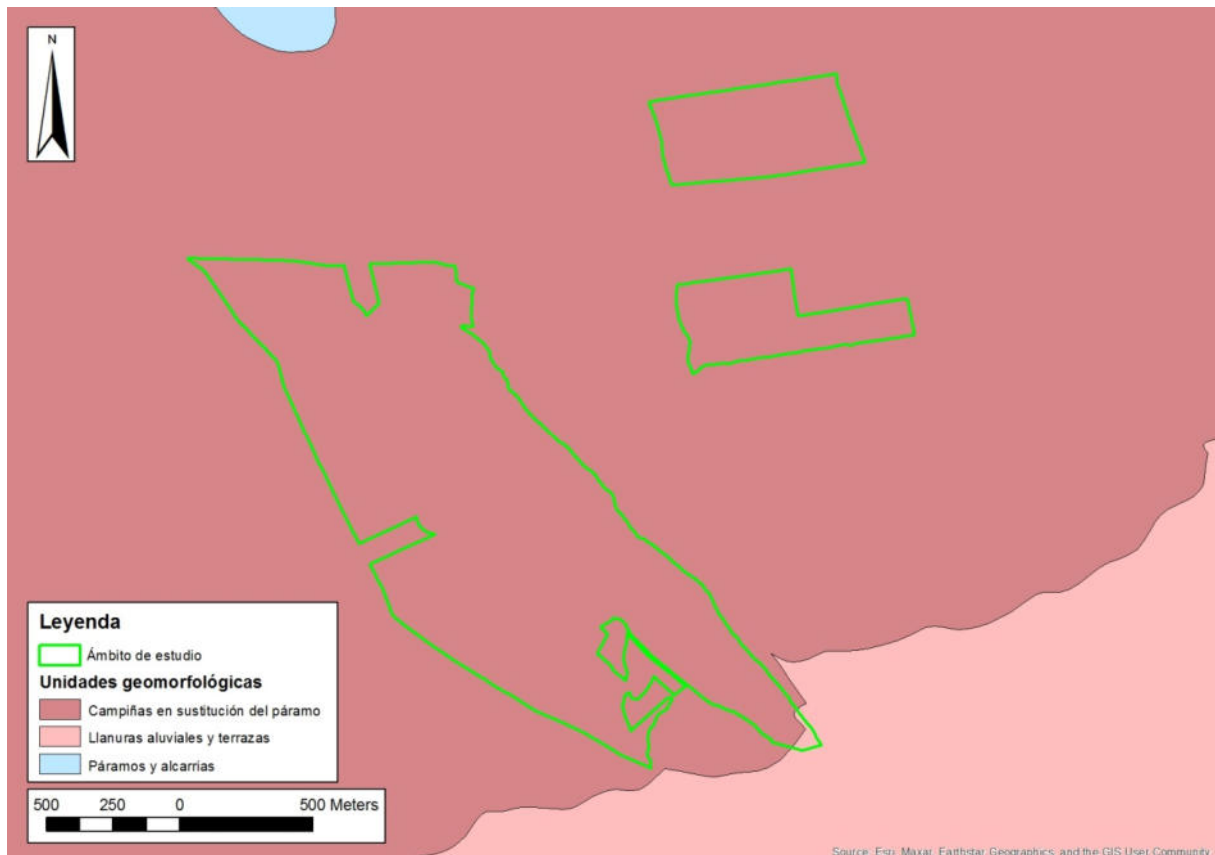 N
Leyenda
Ámbito de estudio
Unidades geomorfológicas
Campiñas en sustitución del páramo
Llanuras aluviales y terrazas
Páramos y alcarrias
500 250 0 500 Meters
Source: Esri, Maxar, Earthstar Geographics, and the GIS User Community